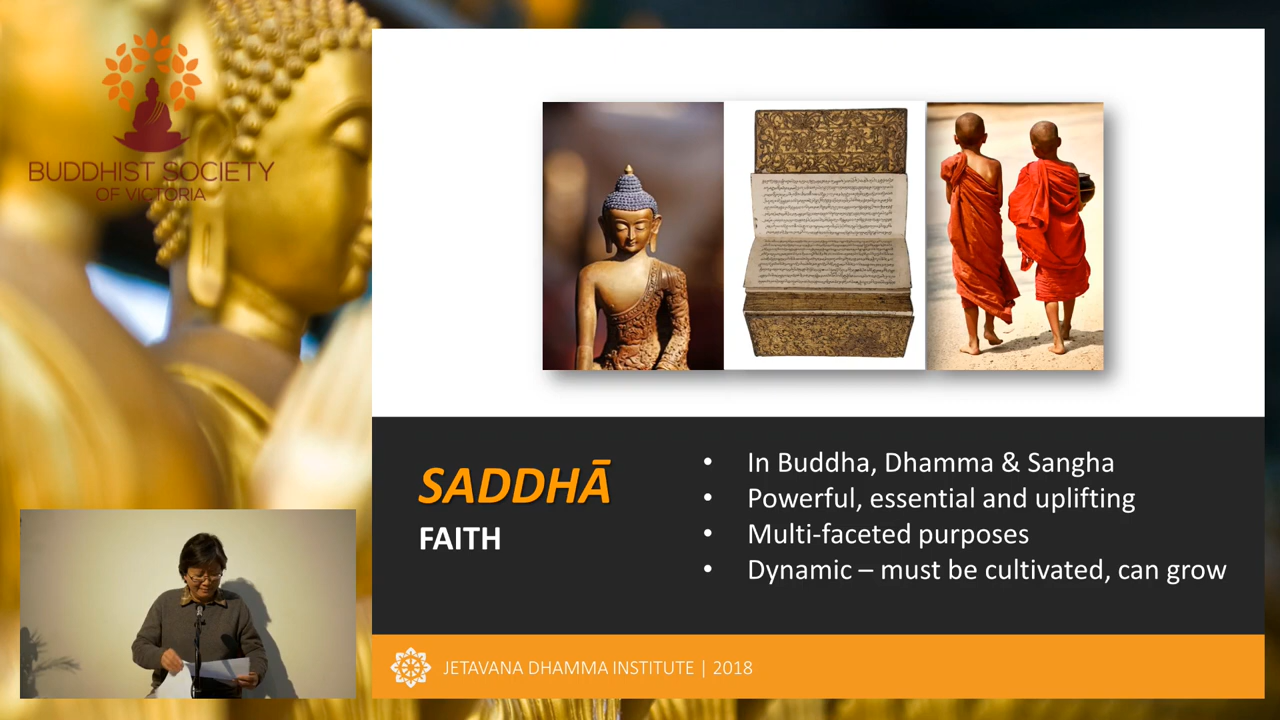 BUDDHIST SOCIETY
OF VICTORIA
SADDHĀ
FAITH
• In Buddha, Dhamma & Sangha
• Powerful, essential and uplifting
• Multi-faceted purposes
• Dynamic – must be cultivated, can grow
JETAVANA DHAMMA INSTITUTE | 2018